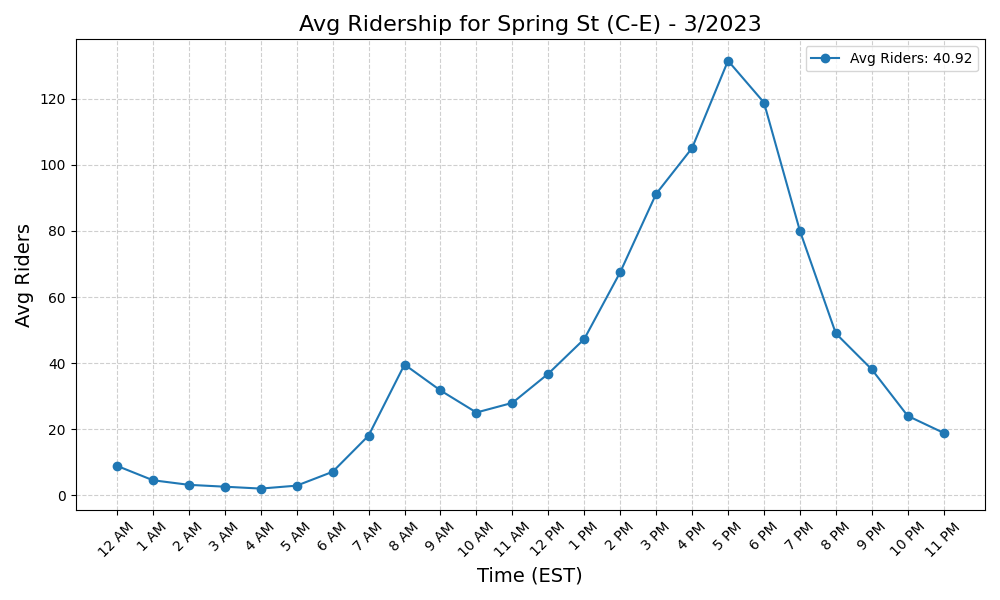 Avg Ridership for Spring St (C-E) - 3/2023
Avg Riders: 40.92
Avg Riders
120
100
80
60
40
20
0
12 AM
1 AM
2 AM
3 AM
4 AM
5 AM
6 AM
7 AM
8 AM
9 AM
10 AM
11 AM
12 PM
1 PM
2 PM
3 PM
4 PM
5 PM
6 PM
7 PM
8 PM
9 PM
10 PM
11 PM
Time (EST)